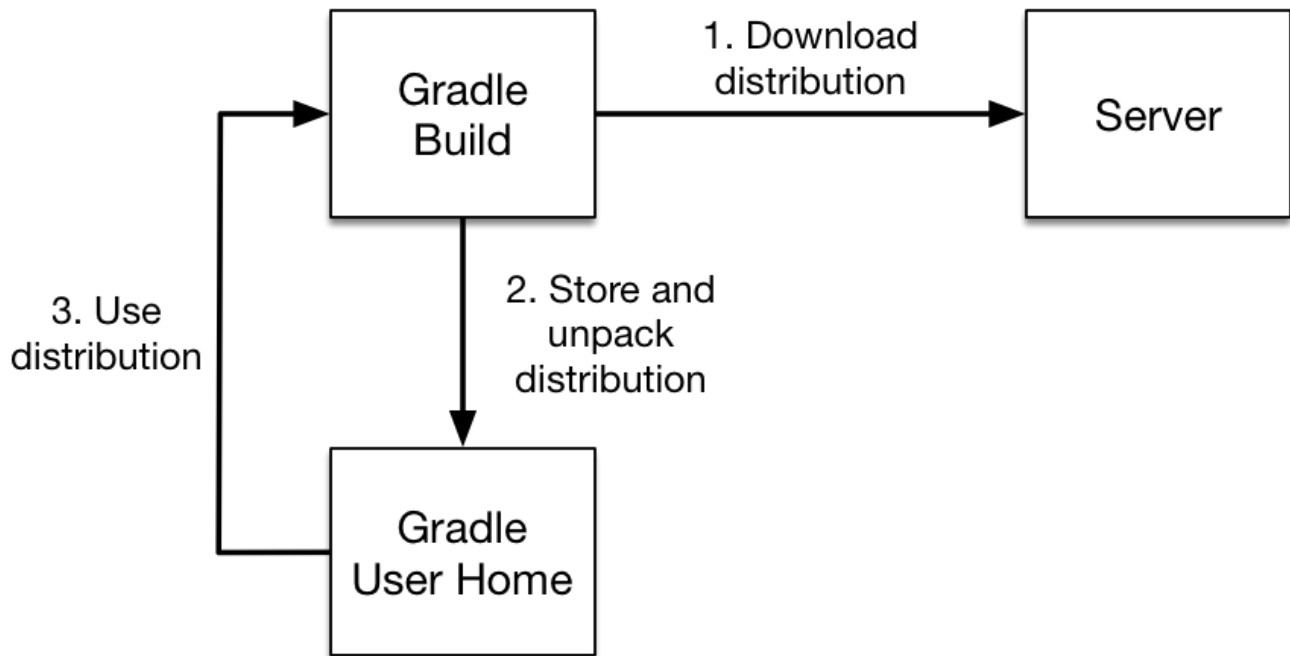 Gradle
Build
1. Download
distribution
Server
3. Use
distribution
2. Store and
unpack
distribution
Gradle
User Home